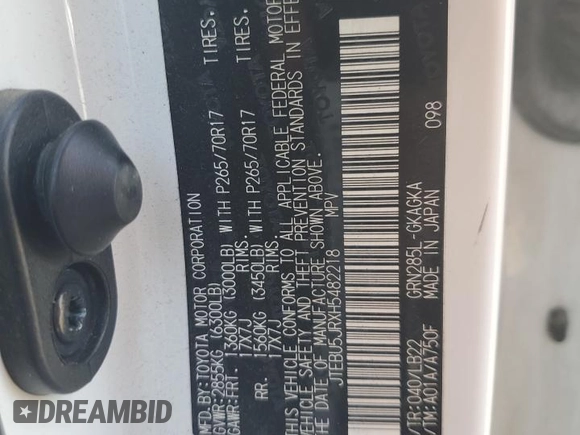 MFD. BY:TOYOTA MOTOR CORPORATION
GVWR:2855KG (6300LB)
GAWR-FRT. 1360KG (3000LB) WITH P265/70R17 TIRES.
17X7J RIMS.
RR. 1560KG (3450LB) WITH P265/70R17 TIRES.
17X7J RIMS.
THIS VEHICLE CONFORMS TO ALL APPLICABLE FEDERAL MOTOR
VEHICLE SAFETY AND THEFT PREVENTION STANDARDS IN EFFE
THE DATE OF MANUFACTURE SHOWN ABOVE.
JTEBU5JRXH5482218 MPV
C/TR:040/LB22 GRN285L-GKAGKA 098
A/TM:A01A/A750F MADE IN JAPAN
DREAMBID